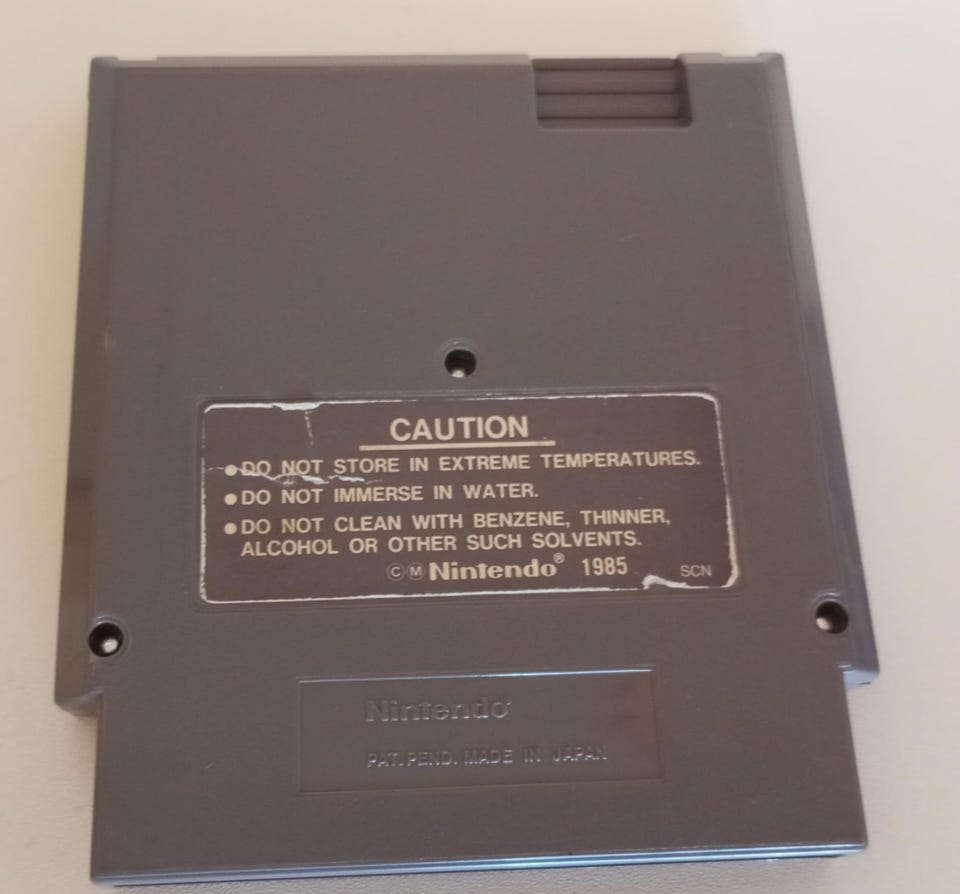 CAUTION
●DO NOT STORE IN EXTREME TEMPERATURES.
●DO NOT IMMERSE IN WATER.
●DO NOT CLEAN WITH BENZENE, THINNER,
ALCOHOL OR OTHER SUCH SOLVENTS.
ⒸⓂ Nintendo® 1985 SCN
Nintendo
PAT. PEND. MADE IN JAPAN